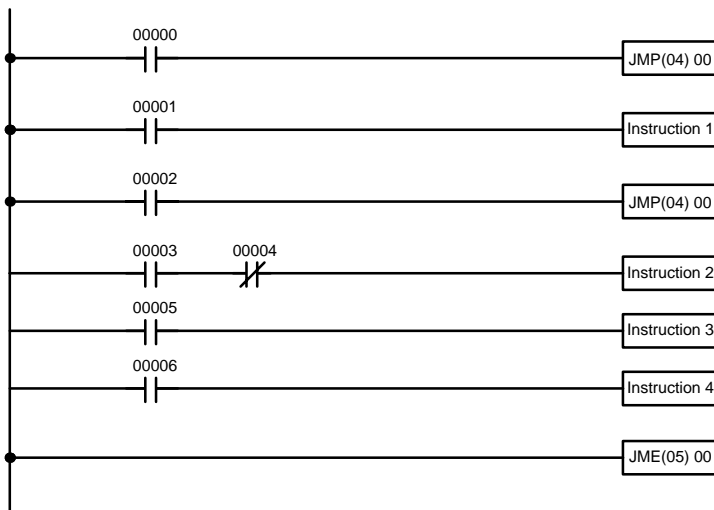 00000
JMP(04) 00
00001
Instruction 1
00002
JMP(04) 00
00003 00004
Instruction 2
00005
Instruction 3
00006
Instruction 4
JME(05) 00